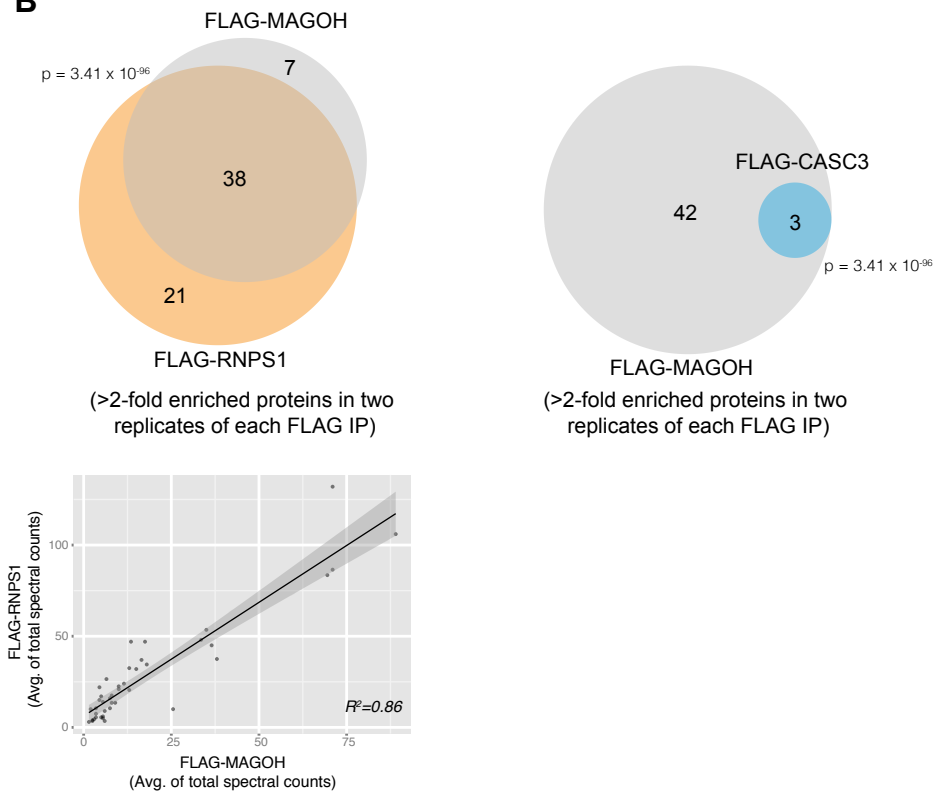 B
FLAG-MAGOH
7
p = 3.41 x 10-96
38
21
FLAG-RNPS1
(>2-fold enriched proteins in two
replicates of each FLAG IP)
FLAG-CASC3
42
3
p = 3.41 x 10-96
FLAG-MAGOH
(>2-fold enriched proteins in two
replicates of each FLAG IP)
FLAG-RNPS1
(Avg. of total spectral counts)
100
50
0
R2=0.86
0 25 50 75
FLAG-MAGOH
(Avg. of total spectral counts)